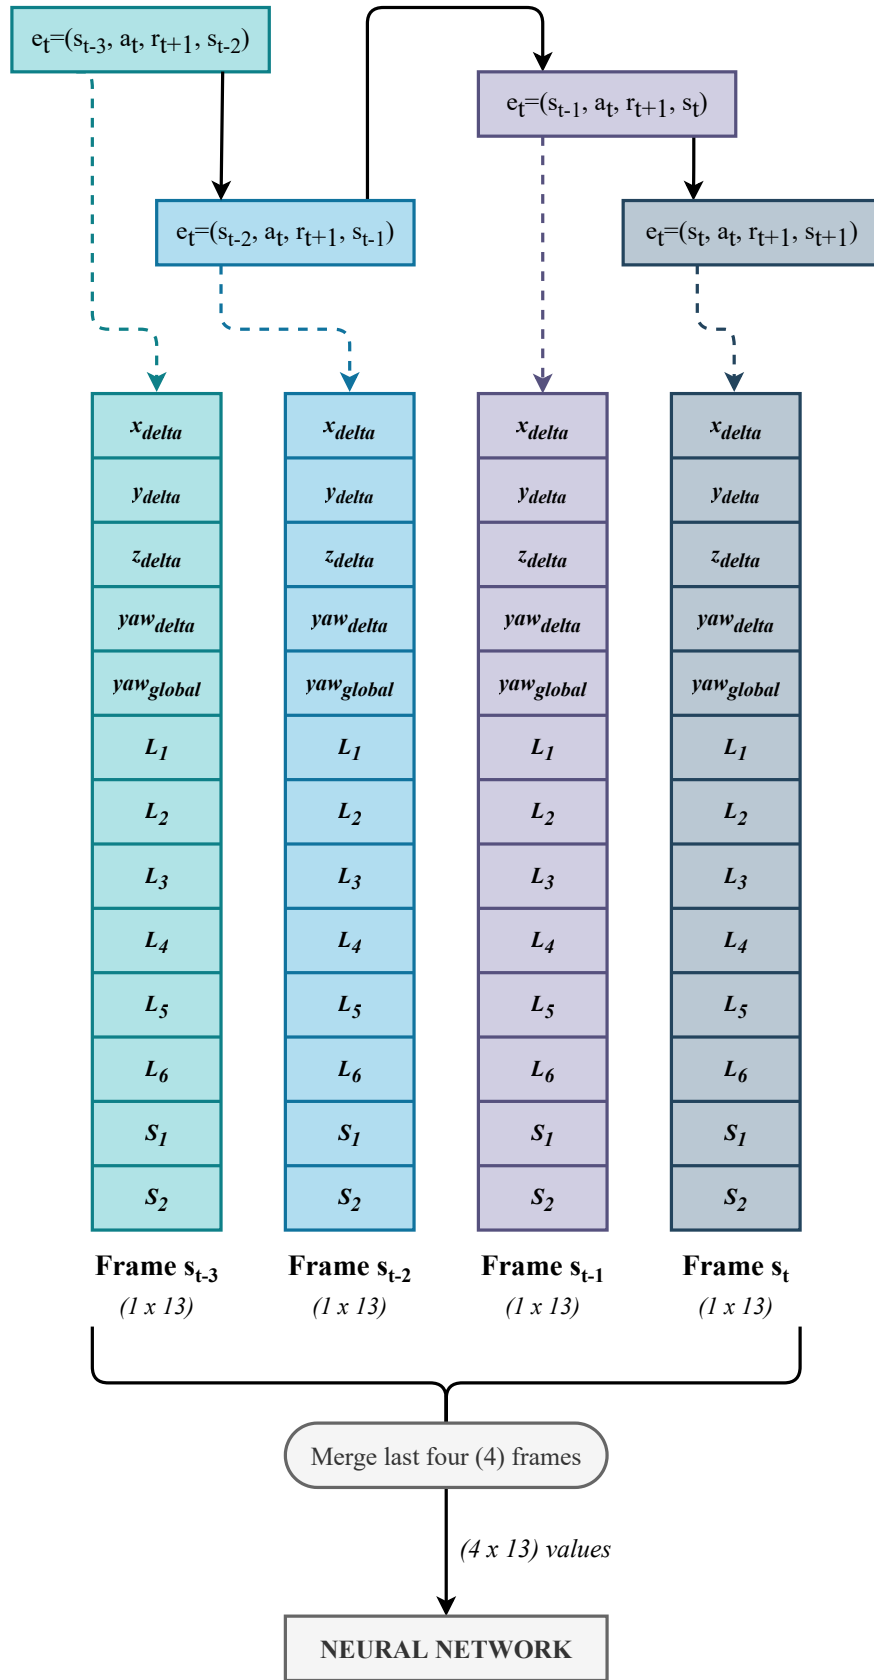 et=(st-3, at, rt+1, st-2)
et=(st-1, at, rt+1, st)
et=(st-2, at, rt+1, st-1)
et=(st, at, rt+1, st+1)
xdelta xdelta xdelta xdelta
ydelta ydelta ydelta ydelta
zdelta zdelta zdelta zdelta
yawdelta yawdelta yawdelta yawdelta
yawglobal yawglobal yawglobal yawglobal
L1 L1 L1 L1
L2 L2 L2 L2
L3 L3 L3 L3
L4 L4 L4 L4
L5 L5 L5 L5
L6 L6 L6 L6
S1 S1 S1 S1
S2 S2 S2 S2
Frame st-3 Frame st-2 Frame st-1 Frame st
(1 x 13) (1 x 13) (1 x 13) (1 x 13)
Merge last four (4) frames
(4 x 13) values
NEURAL NETWORK